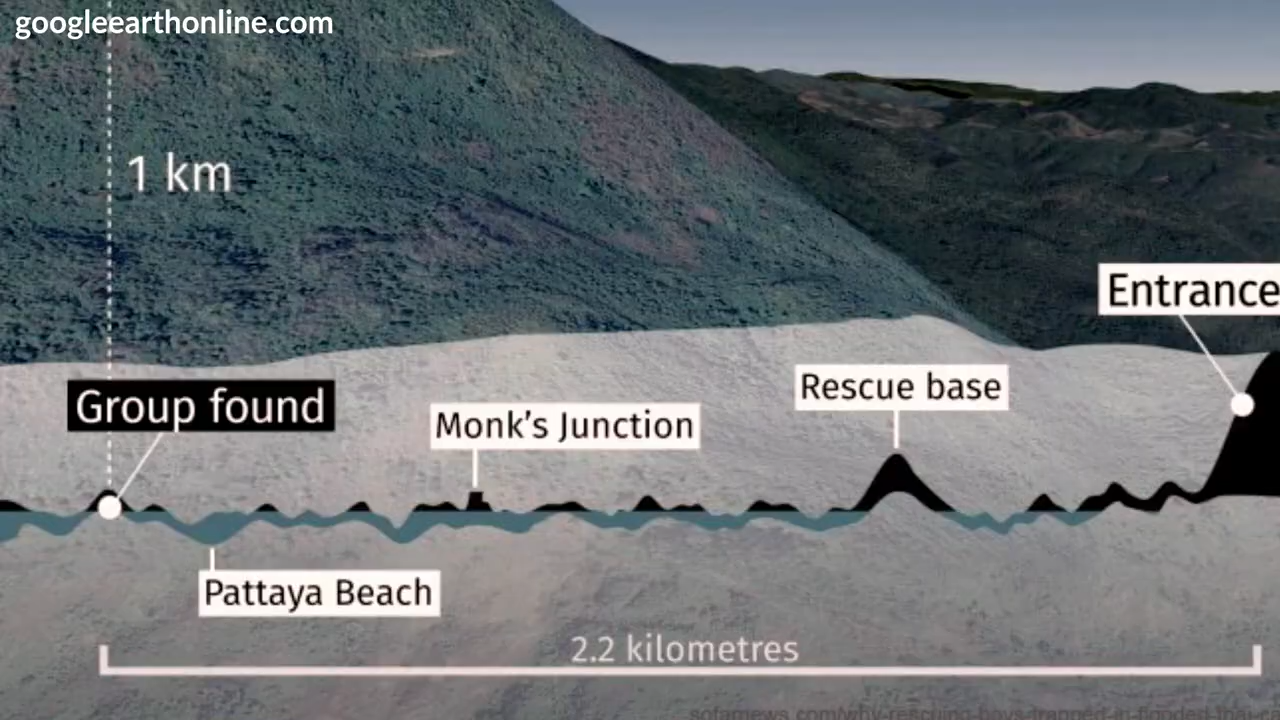 googleearthonline.com
1 km
Entrance
Rescue base
Group found
Monk's Junction
Pattaya Beach
2.2 kilometres